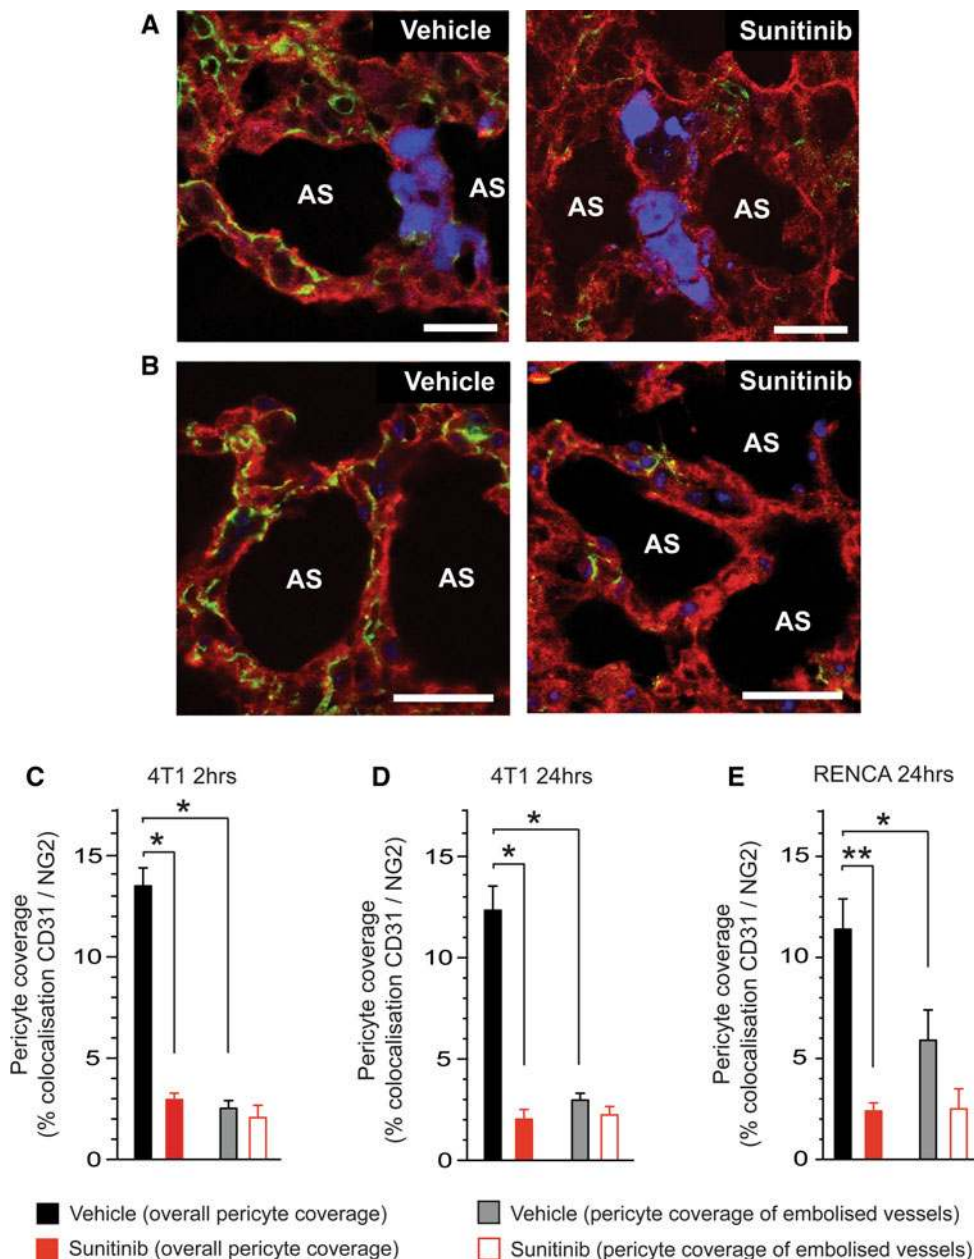 A
Vehicle
AS
AS
Sunitinib
AS
AS
B
Vehicle
AS
AS
Sunitinib
AS
AS
AS
C
4T1 2hrs
Pericyte coverage
(% colocalisation CD31 / NG2)
15
10
5
0
*
*
D
4T1 24hrs
Pericyte coverage
(% colocalisation CD31 / NG2)
15
10
5
0
*
*
E
RENCA 24hrs
Pericyte coverage
(% colocalisation CD31 / NG2)
15
10
5
0
*
**
Vehicle (overall pericyte coverage)
Sunitinib (overall pericyte coverage)
Vehicle (pericyte coverage of embolised vessels)
Sunitinib (pericyte coverage of embolised vessels)